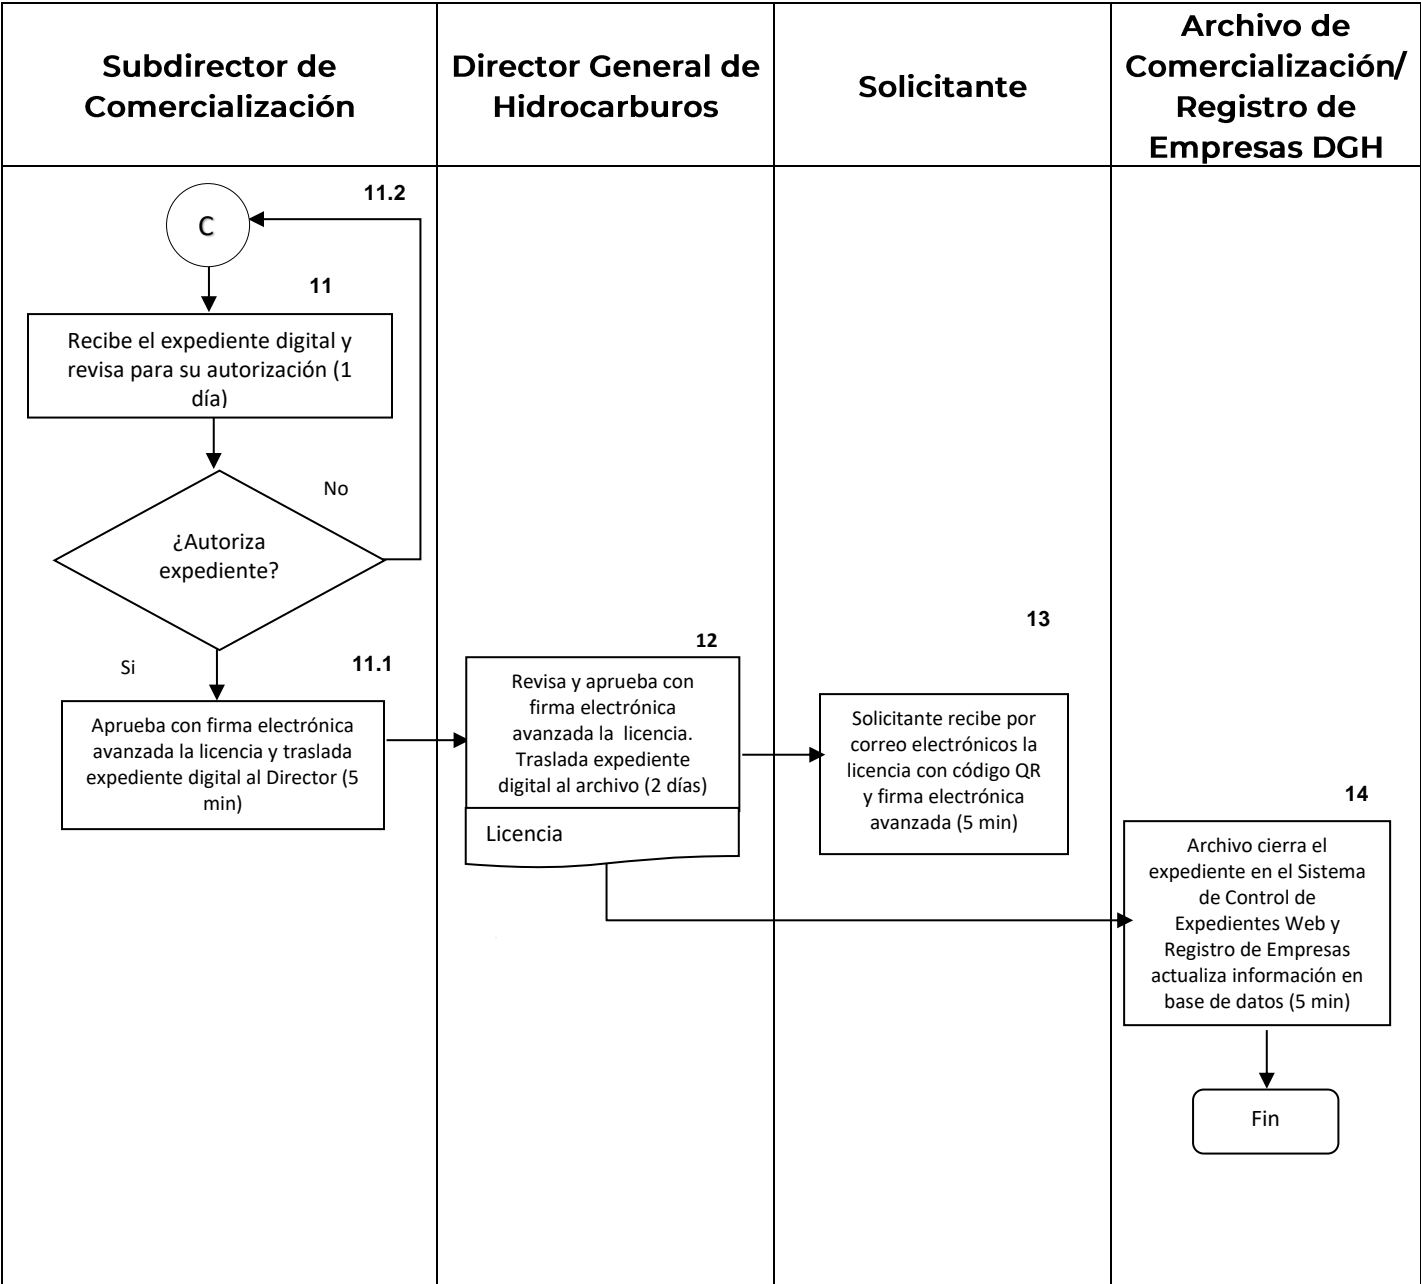 Subdirector de
Comercialización
Director General de
Hidrocarburos
Solicitante
Archivo de
Comercialización/
Registro de
Empresas DGH
11.2
C
11
Recibe el expediente digital y
revisa para su autorización (1
día)
No
¿Autoriza
expediente?
Si
11.1
Aprueba con firma electrónica
avanzada la licencia y traslada
expediente digital al Director (5
min)
12
Revisa y aprueba con
firma electrónica
avanzada la  licencia.
Traslada expediente
digital al archivo (2 días)
Licencia
13
Solicitante recibe por
correo electrónicos la
licencia con código QR
y firma electrónica
avanzada (5 min)
14
Archivo cierra el
expediente en el Sistema
de Control de
Expedientes Web y
Registro de Empresas
actualiza información en
base de datos (5 min)
Fin